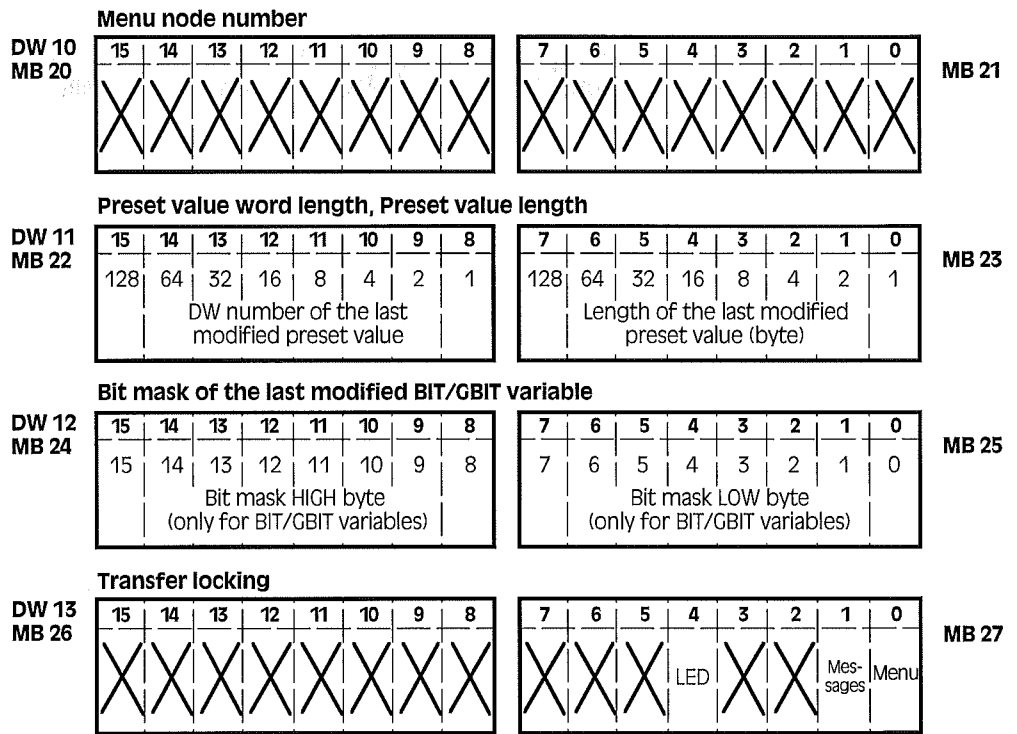 Menu node number
DW 10 15 14 13 12 11 10 9 8 7 6 5 4 3 2 1 0
MB 20 MB 21
Preset value word length, Preset value length
DW 11 15 14 13 12 11 10 9 8 7 6 5 4 3 2 1 0
MB 22 MB 23
128 64 32 16 8 4 2 1 128 64 32 16 8 4 2 1
DW number of the last Length of the last modified
modified preset value preset value (byte)
Bit mask of the last modified BIT/GBIT variable
DW 12 15 14 13 12 11 10 9 8 7 6 5 4 3 2 1 0
MB 24 MB 25
15 14 13 12 11 10 9 8 7 6 5 4 3 2 1 0
Bit mask HIGH byte Bit mask LOW byte
(only for BIT/GBIT variables) (only for BIT/GBIT variables)
Transfer locking
DW 13 15 14 13 12 11 10 9 8 7 6 5 4 3 2 1 0
MB 26 MB 27
LED Mes- Menu
sages